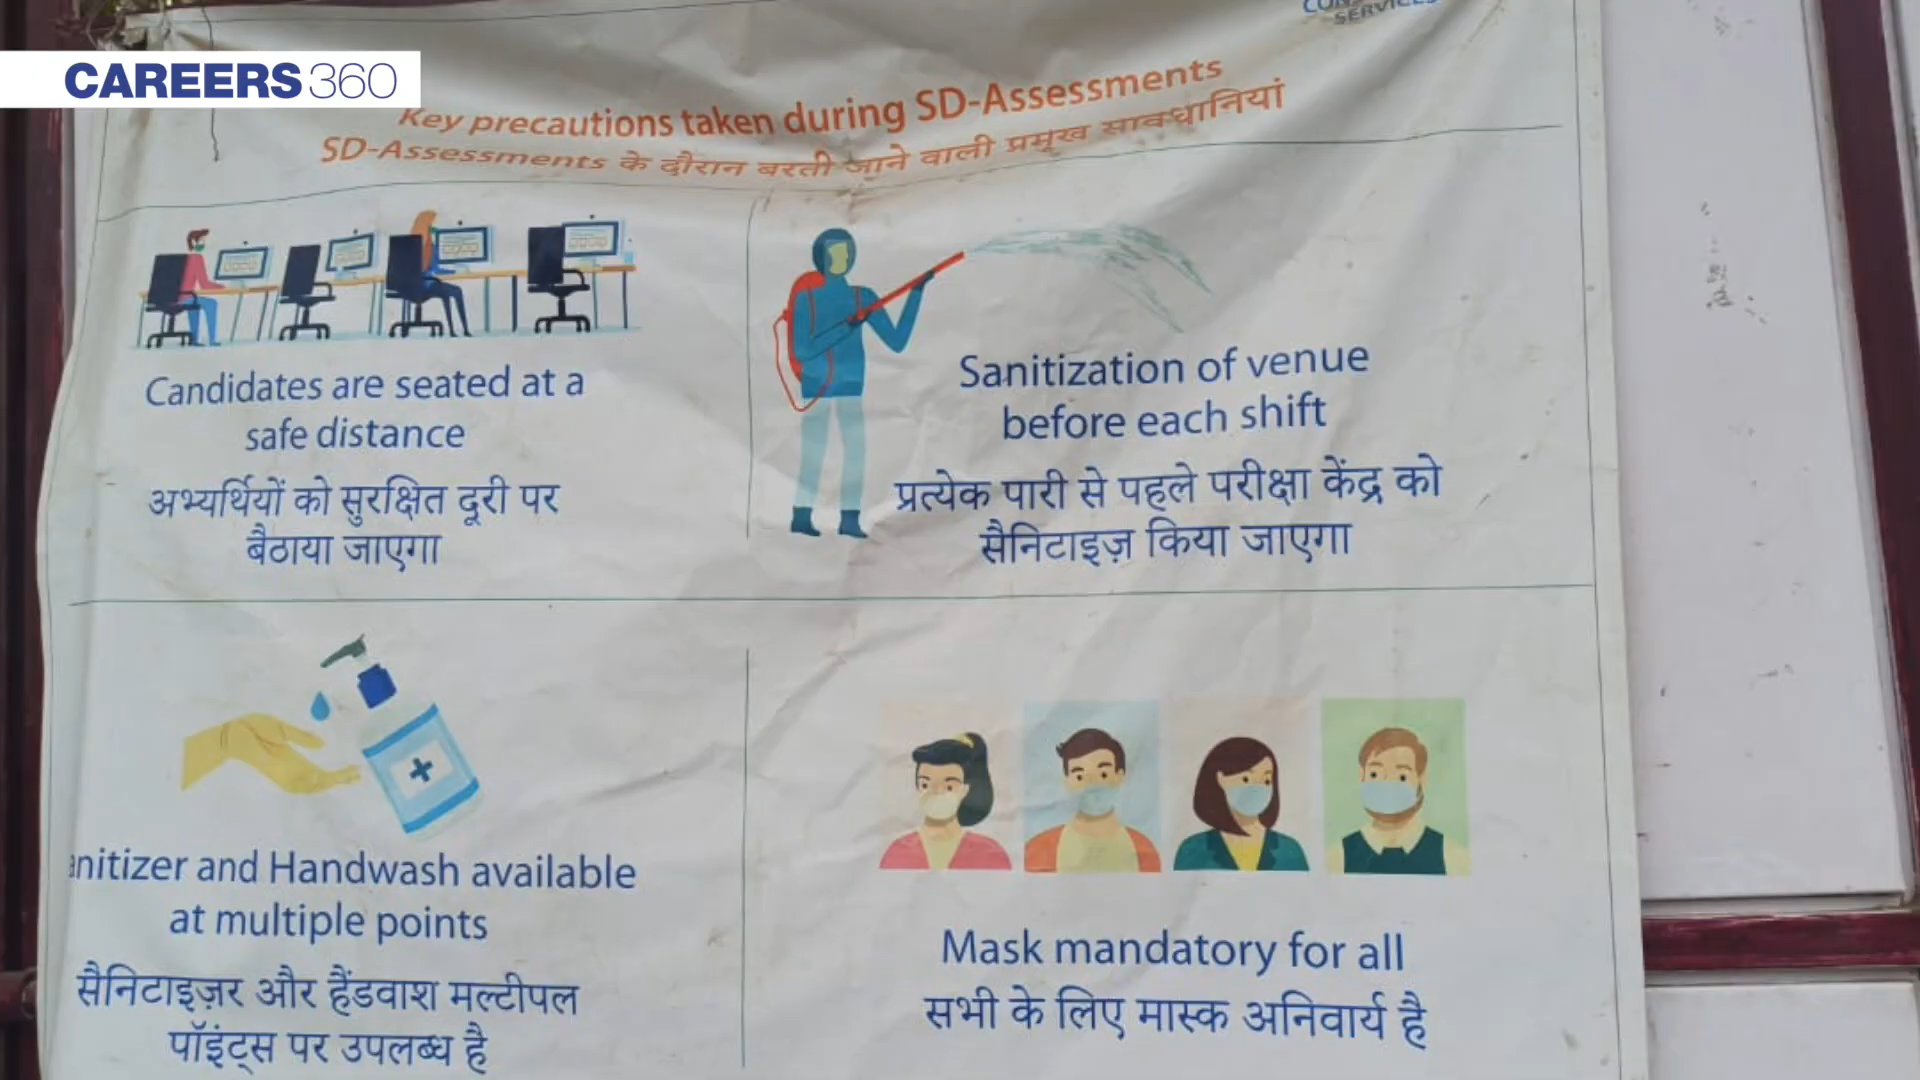 CAREERS360
SERVICES
Key precautions taken during SD-Assessments
SD-Assessments के दौरान बरती जाने वाली प्रमुख सावधानियां
Candidates are seated at a
safe distance
अभ्यर्थियों को सुरक्षित दूरी पर
बैठाया जाएगा
Sanitization of venue
before each shift
प्रत्येक पारी से पहले परीक्षा केंद्र को
सैनिटाइज़ किया जाएगा
anitizer and Handwash available
at multiple points
सैनिटाइज़र और हैंडवाश मल्टीपल
पॉइंट्स पर उपलब्ध है
Mask mandatory for all
सभी के लिए मास्क अनिवार्य है